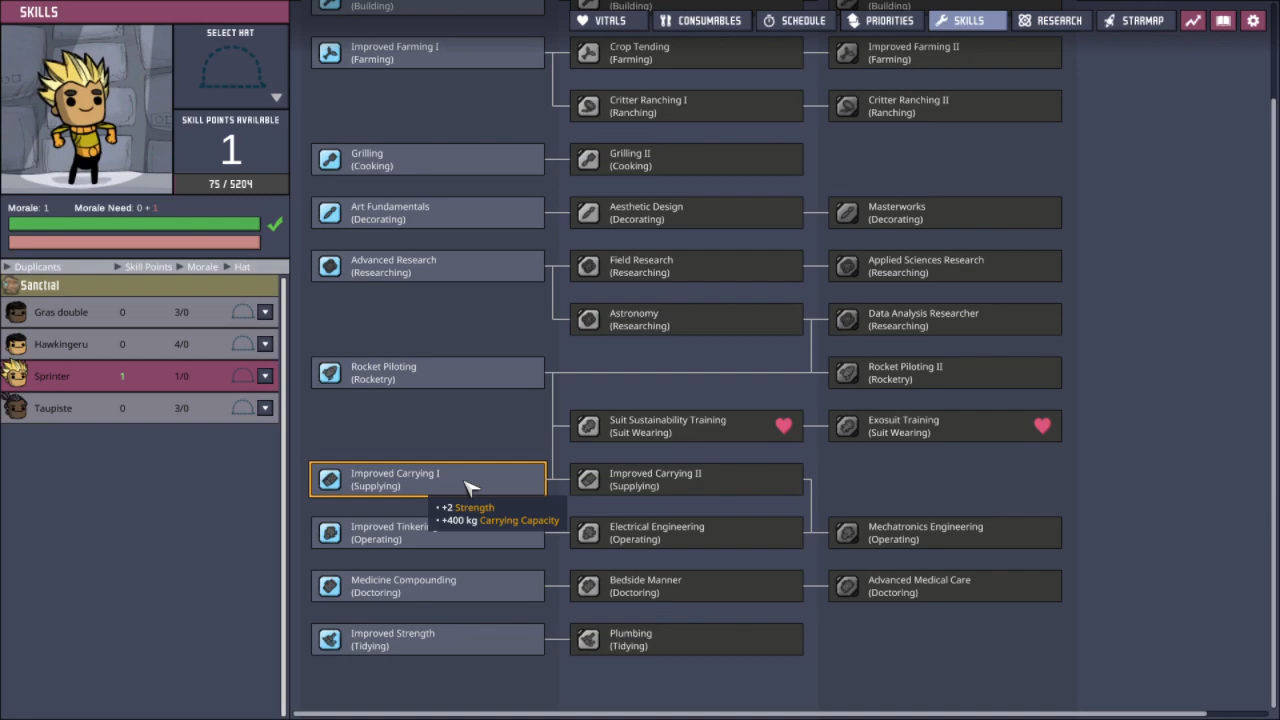 SKILLS
(Building)
(Building)
VITALS
CONSUMABLES
SCHEDULE
PRIORITIES
SKILLS
RESEARCH
STARMAP
SELECT HAT
SKILL POINTS AVAILABLE
1
75 / 5204
Morale: 1
Morale Need: 0 + 1
Duplicants
Skill Points
Morale
Hat
Sanctial
Gras double 0 3/0
Hawkingeru 0 4/0
Sprinter 1 1/0
Taupiste 0 3/0
Improved Farming I
(Farming)
Crop Tending
(Farming)
Improved Farming II
(Farming)
Critter Ranching I
(Ranching)
Critter Ranching II
(Ranching)
Grilling
(Cooking)
Grilling II
(Cooking)
Art Fundamentals
(Decorating)
Aesthetic Design
(Decorating)
Masterworks
(Decorating)
Advanced Research
(Researching)
Field Research
(Researching)
Applied Sciences Research
(Researching)
Astronomy
(Researching)
Data Analysis Researcher
(Researching)
Rocket Piloting
(Rocketry)
Rocket Piloting II
(Rocketry)
Suit Sustainability Training
(Suit Wearing)
Exosuit Training
(Suit Wearing)
Improved Carrying I
(Supplying)
Improved Carrying II
(Supplying)
• +2 Strength
• +400 kg Carrying Capacity
Improved Tinkering
(Operating)
Electrical Engineering
(Operating)
Mechatronics Engineering
(Operating)
Medicine Compounding
(Doctoring)
Bedside Manner
(Doctoring)
Advanced Medical Care
(Doctoring)
Improved Strength
(Tidying)
Plumbing
(Tidying)